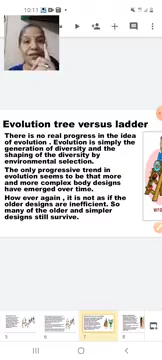 10:11
Evolution tree versus ladder
There is no real progress in the idea
of evolution . Evolution is simply the
generation of diversity and the
shaping of the diversity by
environmental selection.
The only progressive trend in
evolution seems to be that more
and more complex body designs
have emerged over time.
How ever again , it is not as if the
older designs are inefficient. So
many of the older and simpler
designs still survive.
5 6 7 8